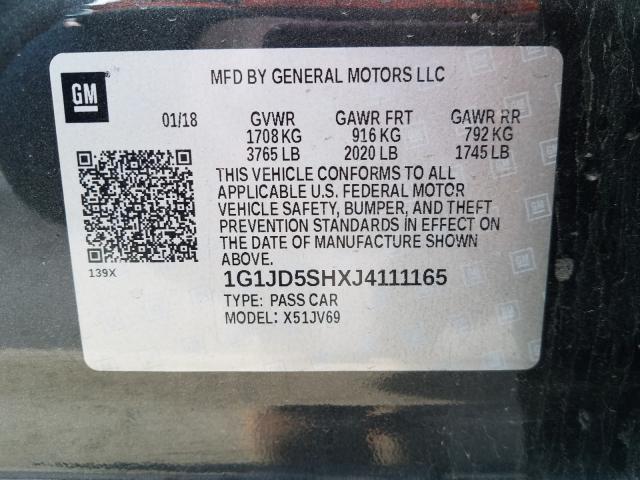 MFD BY GENERAL MOTORS LLC
GM
01/18 GVWR GAWR FRT GAWR RR
1708 KG 916 KG 792 KG
3765 LB 2020 LB 1745 LB
THIS VEHICLE CONFORMS TO ALL
APPLICABLE U.S. FEDERAL MOTOR
VEHICLE SAFETY, BUMPER, AND THEFT
PREVENTION STANDARDS IN EFFECT ON
THE DATE OF MANUFACTURE SHOWN
ABOVE.
139X
1G1JD5SHXJ4111165
TYPE: PASS CAR
MODEL: X51JV69